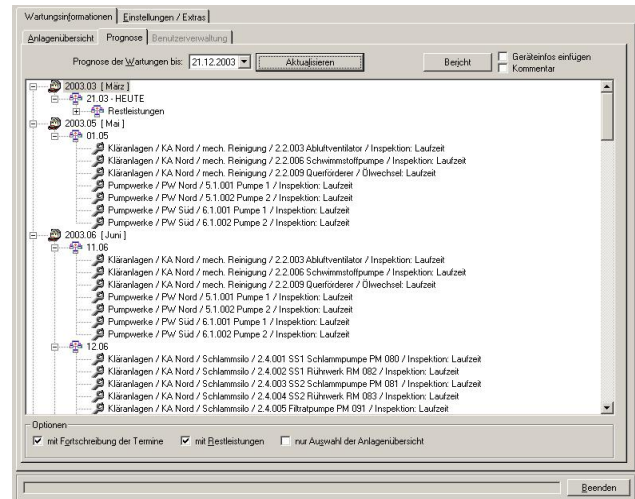 Wartungsinformationen
Einstellungen / Extras
Anlagenübersicht
Prognose
Benutzerverwaltung
Prognose der Wartungen bis: 21.12.2003
Aktualisieren
Bericht
Geräteinfos einfügen
Kommentar
2003.03 [ März ]
21.03 - HEUTE
Restleistungen
2003.05 [ Mai ]
01.05
Kläranlagen / KA Nord / mech. Reinigung / 2.2.003 Abluftventilator / Inspektion: Laufzeit
Kläranlagen / KA Nord / mech. Reinigung / 2.2.006 Schwimmstoffpumpe / Inspektion: Laufzeit
Kläranlagen / KA Nord / mech. Reinigung / 2.2.009 Querförderer / Ölwechsel: Laufzeit
Pumpwerke / PW Nord / 5.1.001 Pumpe 1 / Inspektion: Laufzeit
Pumpwerke / PW Nord / 5.1.002 Pumpe 2 / Inspektion: Laufzeit
Pumpwerke / PW Süd / 6.1.001 Pumpe 1 / Inspektion: Laufzeit
Pumpwerke / PW Süd / 6.1.002 Pumpe 2 / Inspektion: Laufzeit
2003.06 [ Juni ]
11.06
Kläranlagen / KA Nord / mech. Reinigung / 2.2.003 Abluftventilator / Inspektion: Laufzeit
Kläranlagen / KA Nord / mech. Reinigung / 2.2.006 Schwimmstoffpumpe / Inspektion: Laufzeit
Kläranlagen / KA Nord / mech. Reinigung / 2.2.009 Querförderer / Ölwechsel: Laufzeit
Pumpwerke / PW Nord / 5.1.001 Pumpe 1 / Inspektion: Laufzeit
Pumpwerke / PW Nord / 5.1.002 Pumpe 2 / Inspektion: Laufzeit
Pumpwerke / PW Süd / 6.1.001 Pumpe 1 / Inspektion: Laufzeit
Pumpwerke / PW Süd / 6.1.002 Pumpe 2 / Inspektion: Laufzeit
12.06
Kläranlagen / KA Nord / Schlammsilo / 2.4.001 SS1 Schlammpumpe PM 080 / Inspektion: Laufzeit
Kläranlagen / KA Nord / Schlammsilo / 2.4.002 SS1 Rührwerk RM 082 / Inspektion: Laufzeit
Kläranlagen / KA Nord / Schlammsilo / 2.4.003 SS2 Schlammpumpe PM 081 / Inspektion: Laufzeit
Kläranlagen / KA Nord / Schlammsilo / 2.4.004 SS2 Rührwerk RM 083 / Inspektion: Laufzeit
Kläranlagen / KA Nord / Schlammsilo / 2.4.005 Filtratpumpe PM 091 / Inspektion: Laufzeit
Optionen
mit Fortschreibung der Termine
mit Restleistungen
nur Auswahl der Anlagenübersicht
Beenden